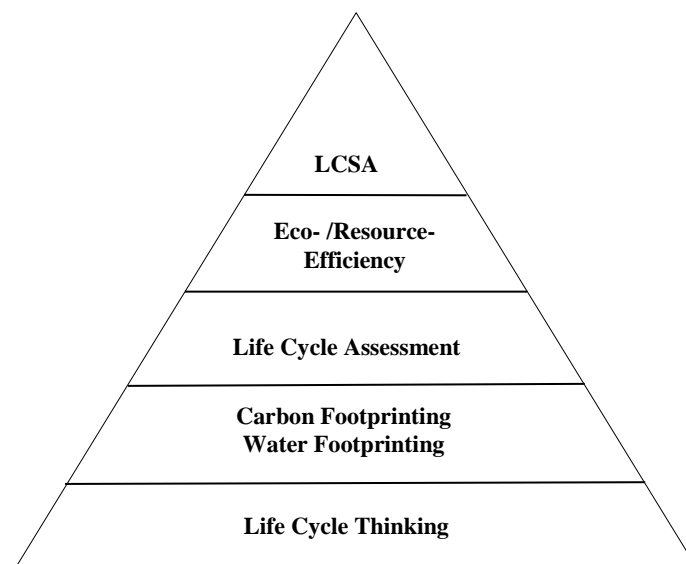 LCSA
Eco- /Resource-
Efficiency
Life Cycle Assessment
Carbon Footprinting
Water Footprinting
Life Cycle Thinking